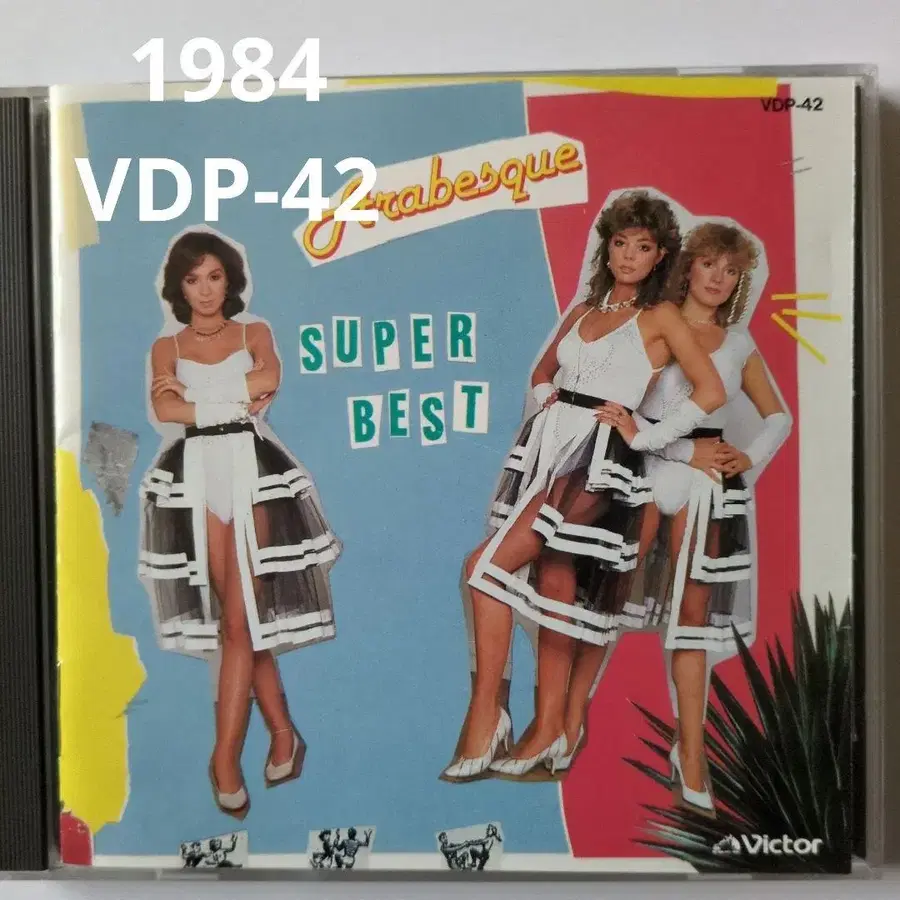 1984
VDP-42
VDP-42
Arabesque
SUPER
BEST
Victor